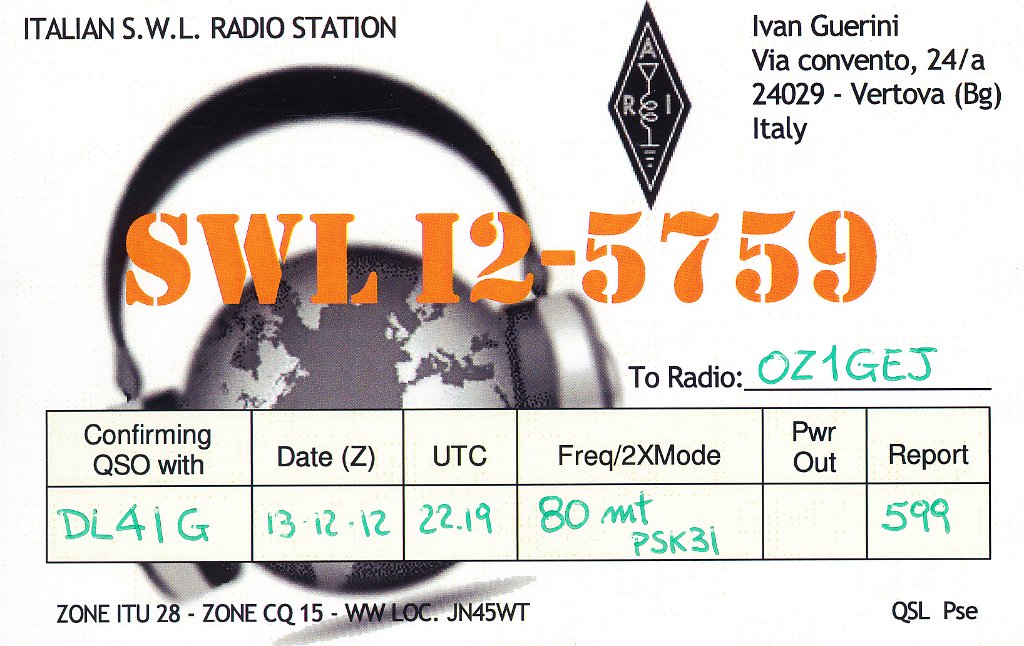 ITALIAN S.W.L. RADIO STATION
Ivan Guerini
Via convento, 24/a
24029 - Vertova (Bg)
Italy
A
R I
SWL I2-5759
To Radio: OZ1GEJ
Confirming QSO with
Date (Z)
UTC
Freq/2XMode
Pwr Out
Report
DL41G
13-12-12
22.19
80 mt
PSK31
599
ZONE ITU 28 - ZONE CQ 15 - WW LOC. JN45WT
QSL Pse